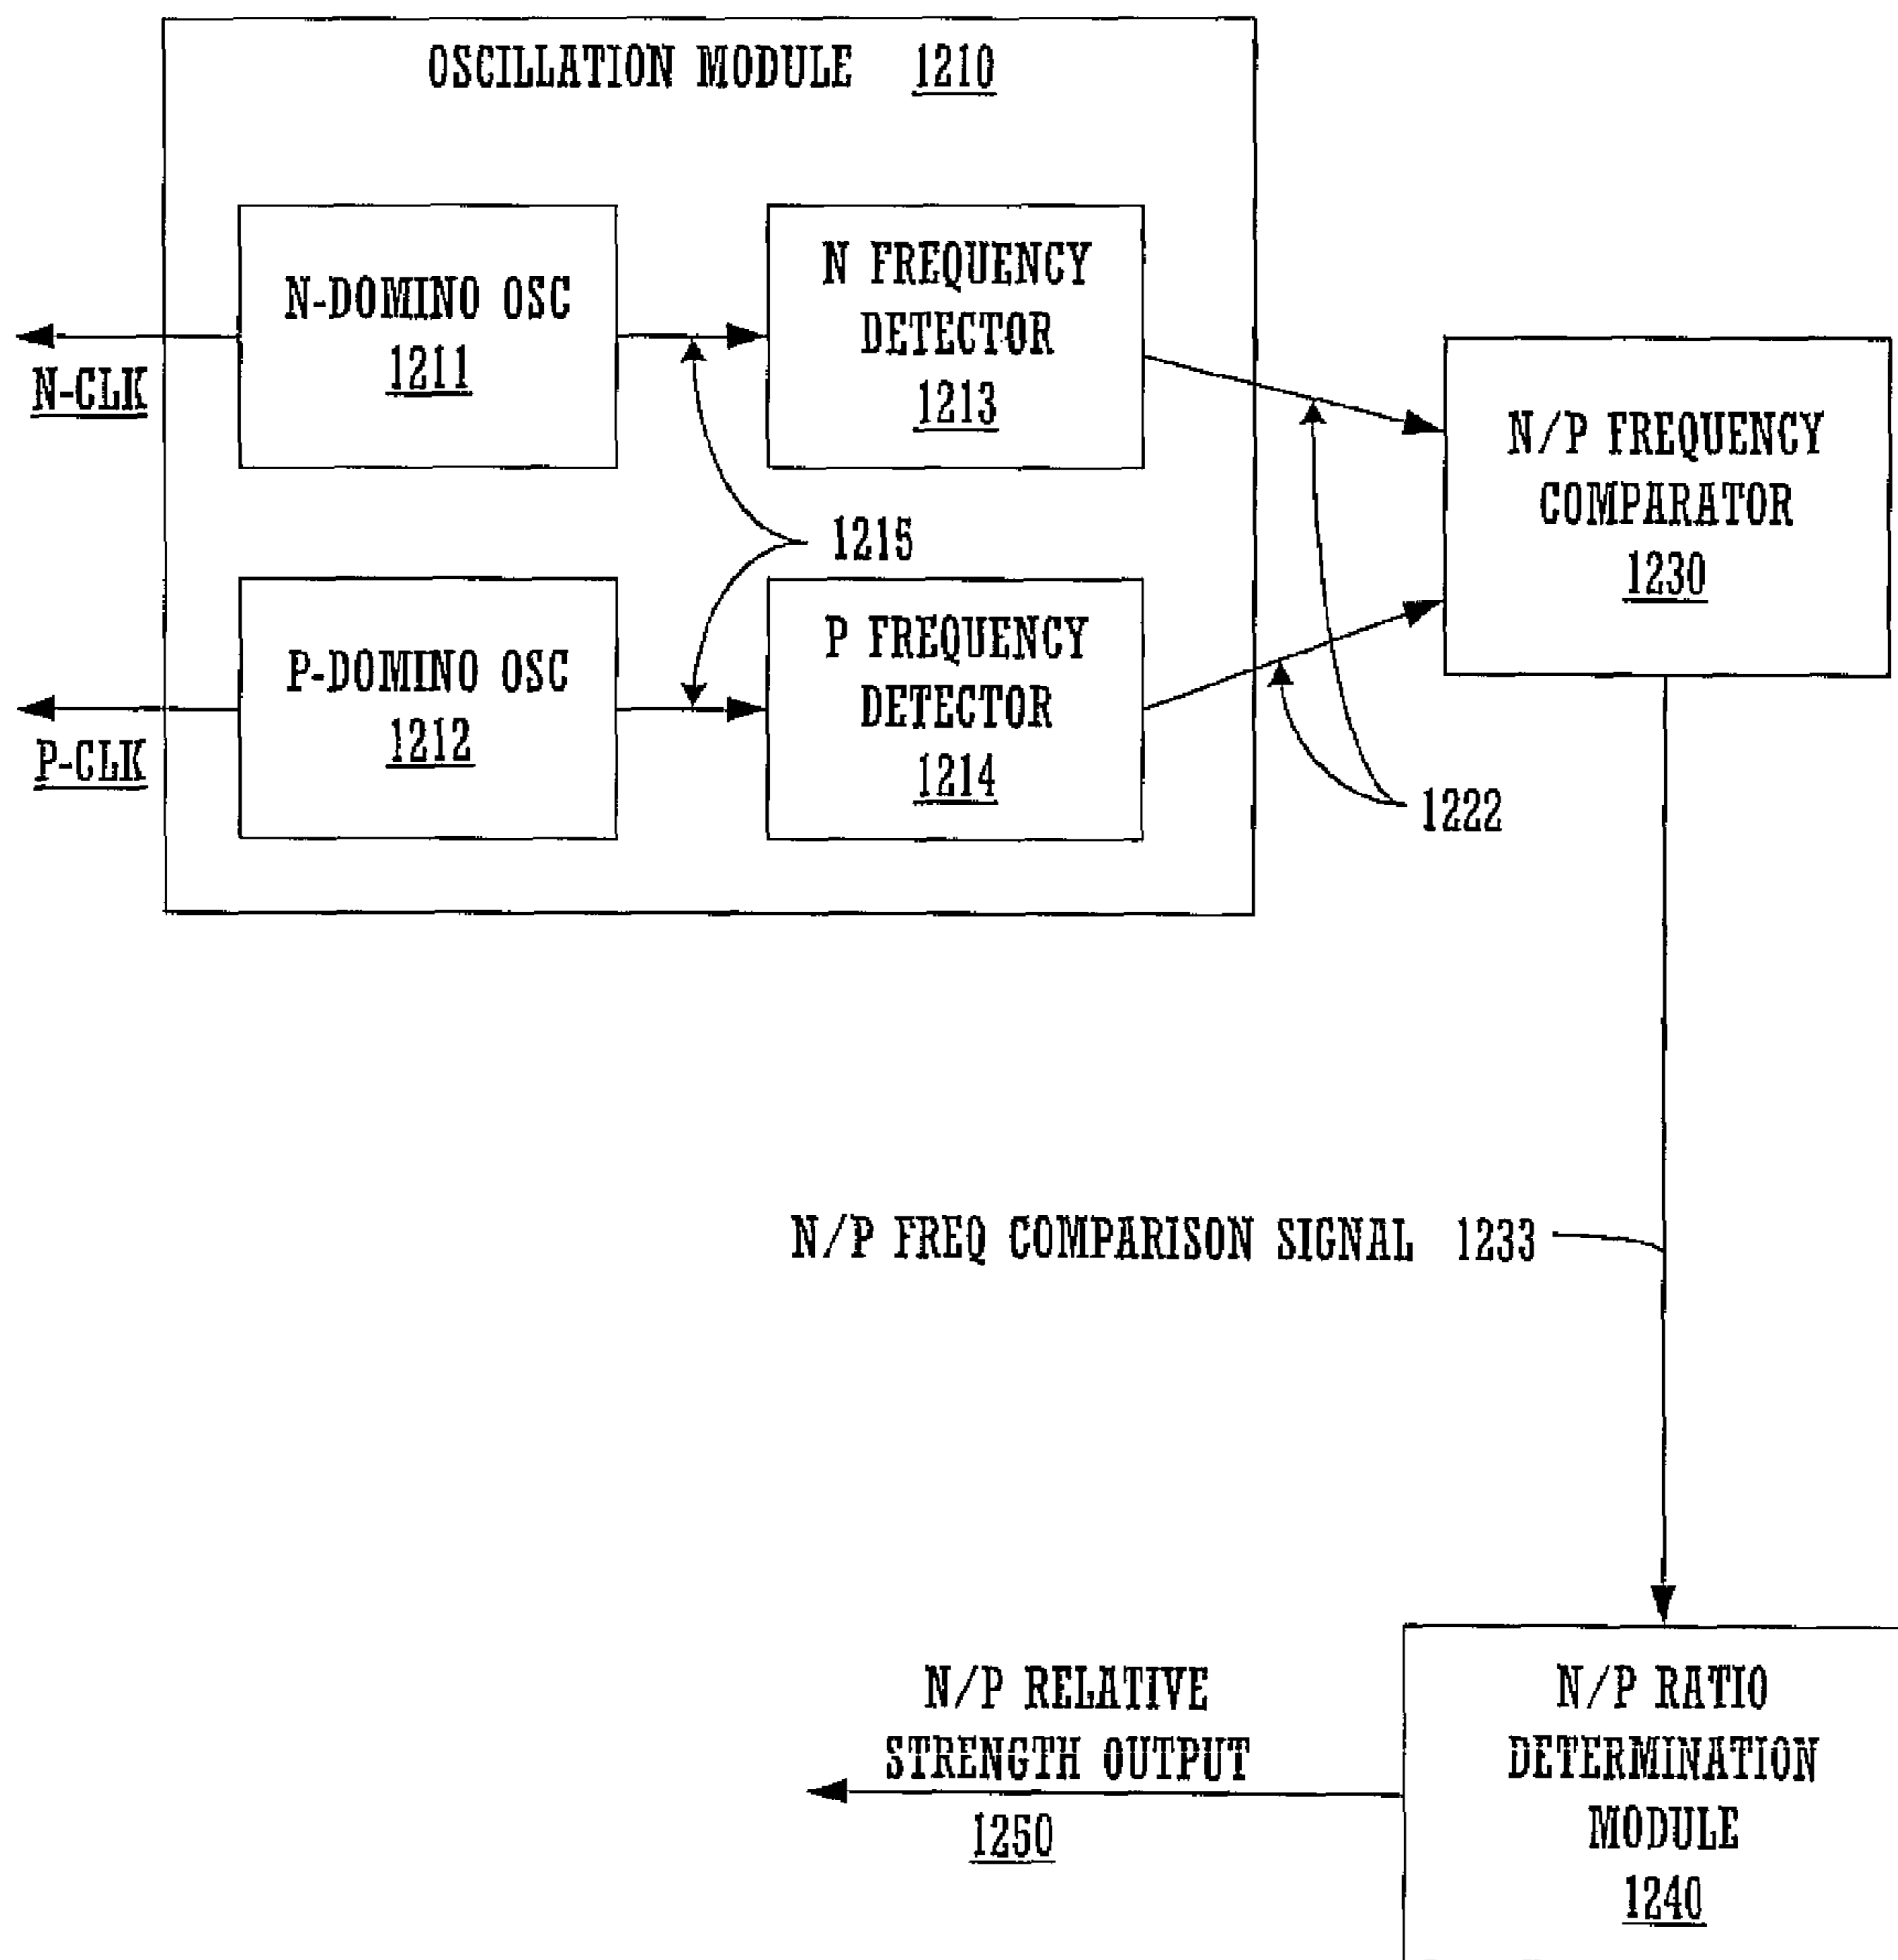 OSCILLATION MODULE 1210
N-DOMINO OSC
1211
N FREQUENCY
DETECTOR
1213
N-CLK
N/P FREQUENCY
COMPARATOR
1230
1215
P-DOMINO OSC
1212
P FREQUENCY
DETECTOR
1214
P-CLK
1222
N/P FREQ COMPARISON SIGNAL 1233
N/P RELATIVE
STRENGTH OUTPUT
1250
N/P RATIO
DETERMINATION
MODULE
1240